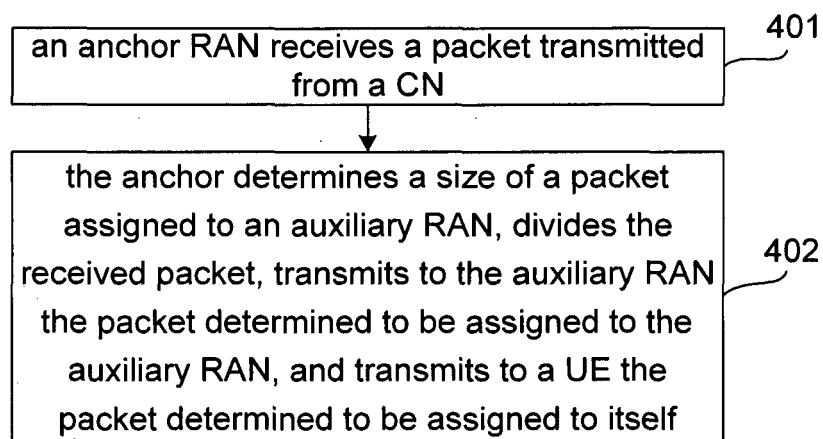 an anchor RAN receives a packet transmitted
from a CN
401
the anchor determines a size of a packet
assigned to an auxiliary RAN, divides the
received packet, transmits to the auxiliary RAN
the packet determined to be assigned to the
auxiliary RAN, and transmits to a UE the
packet determined to be assigned to itself
402